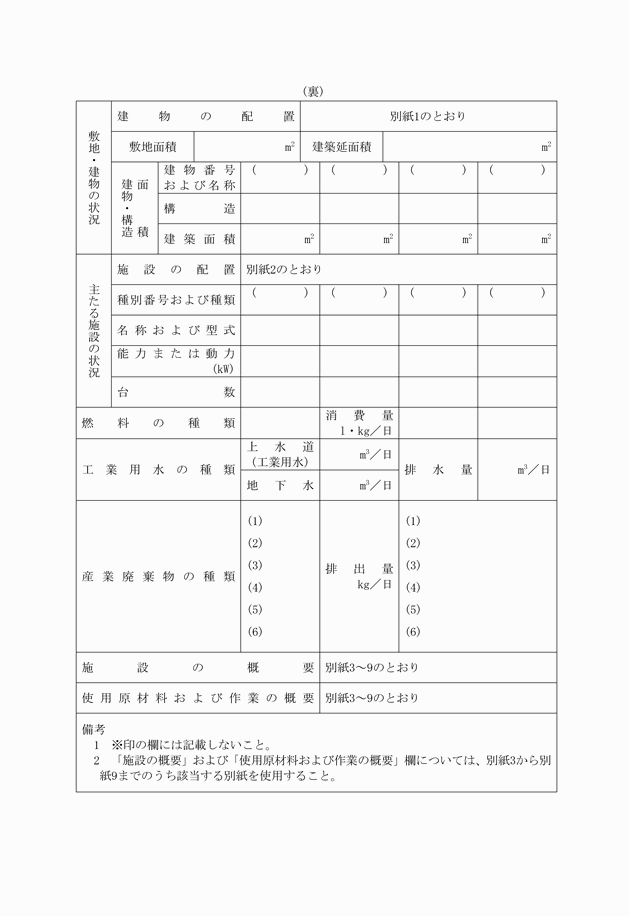 （裏）
敷地・建物の状況
建物の配置
別紙1のとおり
敷地面積
㎡
建築延面積
㎡
建物・構造
面積
建物番号
および名称
（　　　） （　　　） （　　　） （　　　）
構造
建築面積
㎡ ㎡ ㎡ ㎡
主たる施設の状況
施設の配置
別紙2のとおり
種別番号および種類
（　　　） （　　　） （　　　） （　　　）
名称および型式
能力または動力
(kW)
台数
燃料の種類
消費量
l・kg／日
工業用水の種類
上水道
（工業用水）
m³／日
排水量
m³／日
地下水
m³／日
産業廃棄物の種類
(1)
(2)
(3)
(4)
(5)
(6)
排出量
kg／日
(1)
(2)
(3)
(4)
(5)
(6)
施設の概要
別紙3～9のとおり
使用原材料および作業の概要
別紙3～9のとおり
備考
1　※印の欄には記載しないこと。
2　「施設の概要」および「使用原材料および作業の概要」欄については、別紙3から別
紙9までのうち該当する別紙を使用すること。